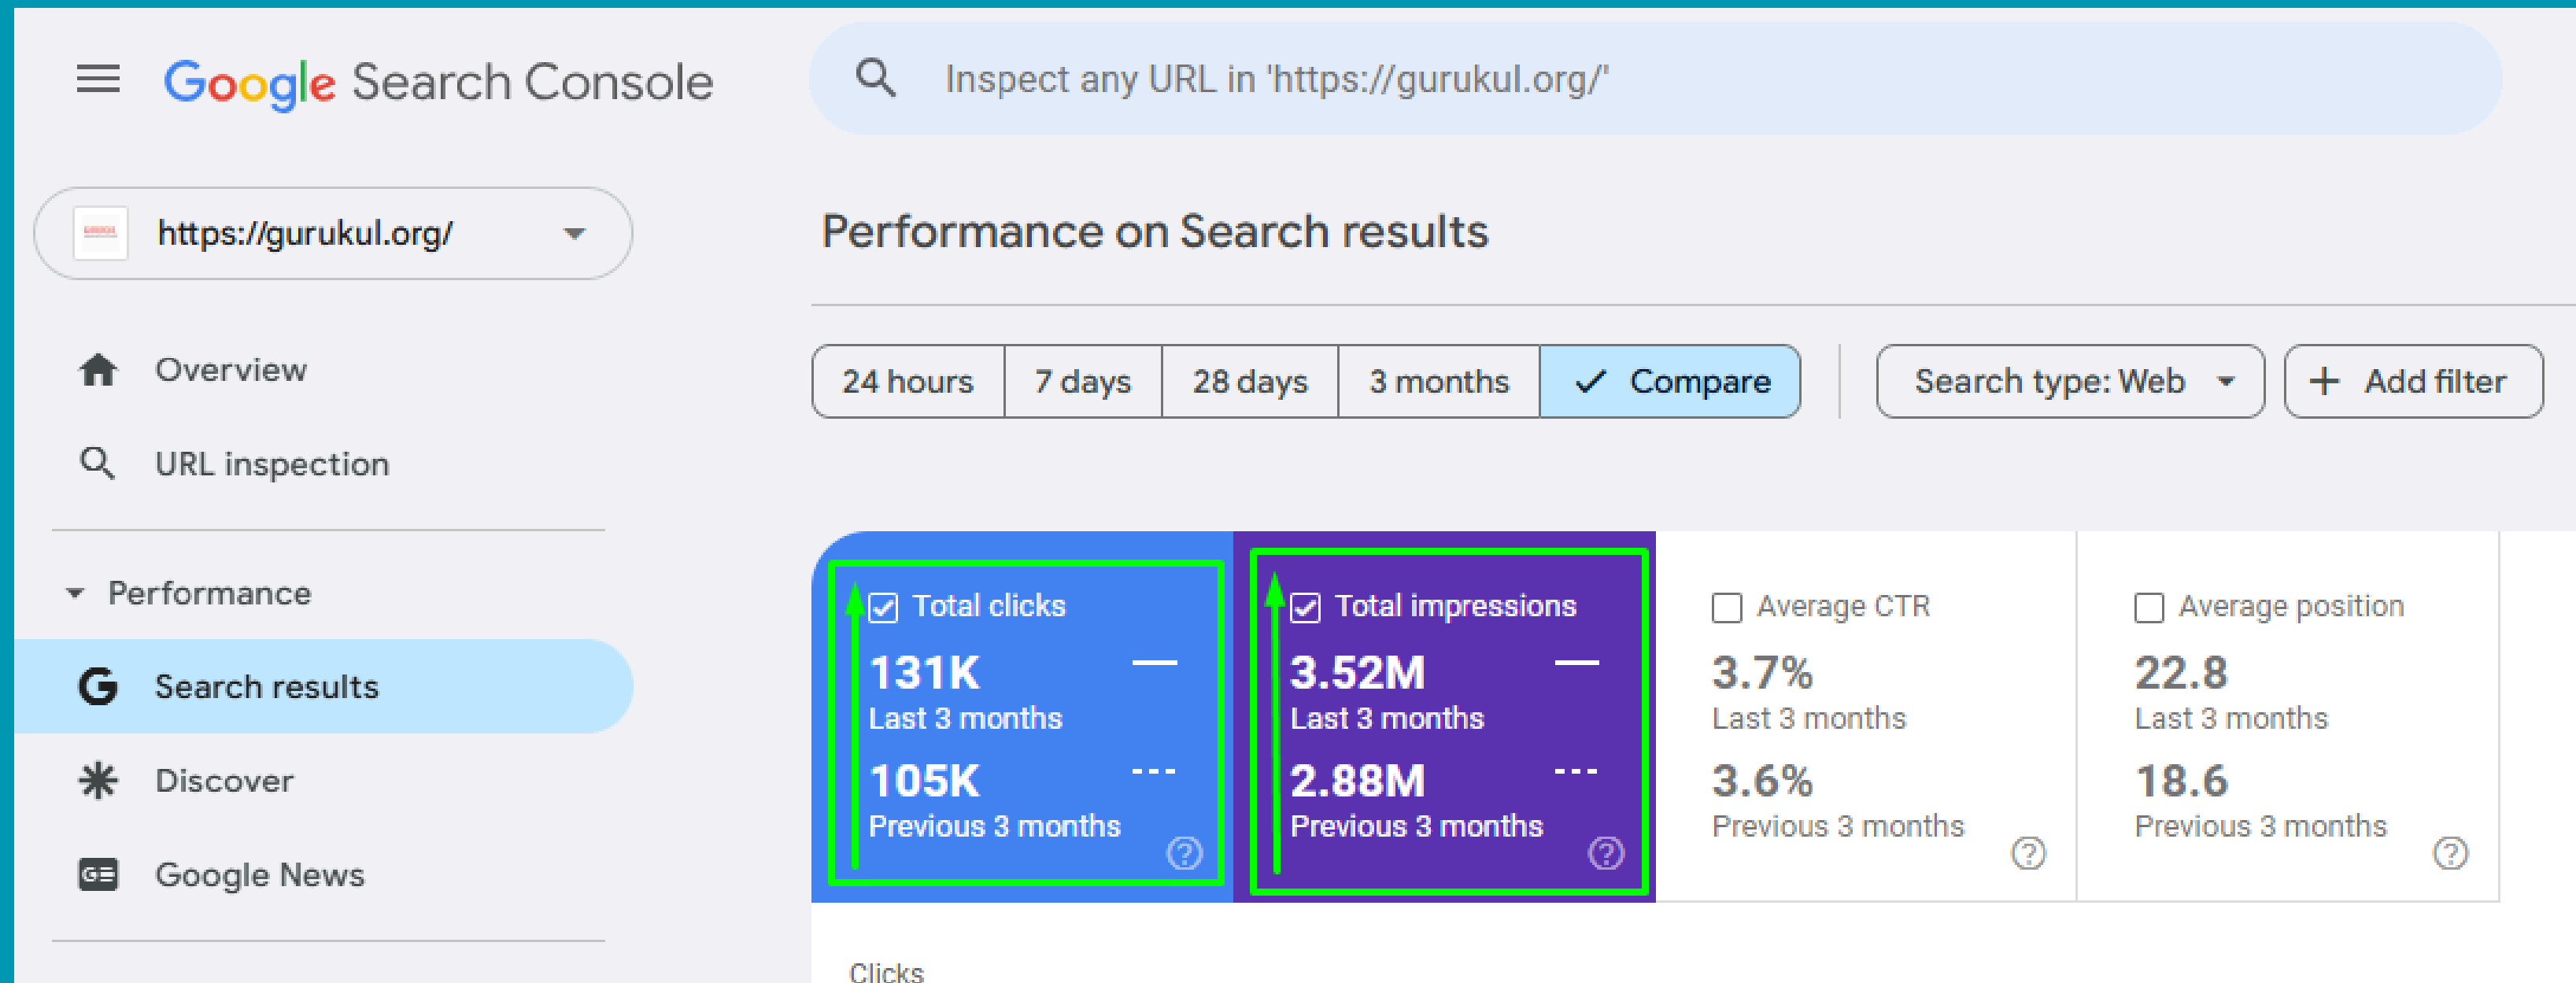 Google Search Console
Inspect any URL in 'https://gurukul.org/'
https://gurukul.org/
Overview
URL inspection
Performance
Search results
Discover
Google News
Performance on Search results
24 hours
7 days
28 days
3 months
Compare
Search type: Web
Add filter
Total clicks
131K
Last 3 months
105K
Previous 3 months
Total impressions
3.52M
Last 3 months
2.88M
Previous 3 months
Average CTR
3.7%
Last 3 months
3.6%
Previous 3 months
Average position
22.8
Last 3 months
18.6
Previous 3 months
Clicks